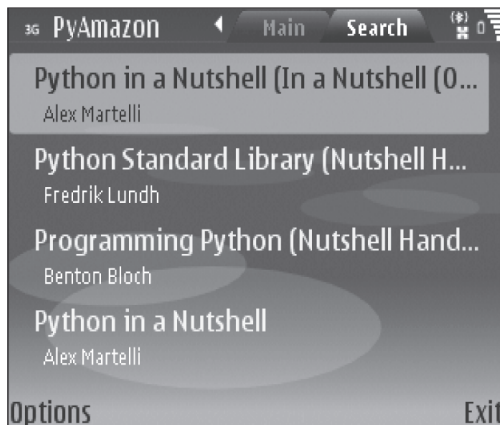 3G PyAmazon Main Search
Python in a Nutshell (In a Nutshell (O...
Alex Martelli
Python Standard Library (Nutshell H...
Fredrik Lundh
Programming Python (Nutshell Hand...
Benton Bloch
Python in a Nutshell
Alex Martelli
Options Exit